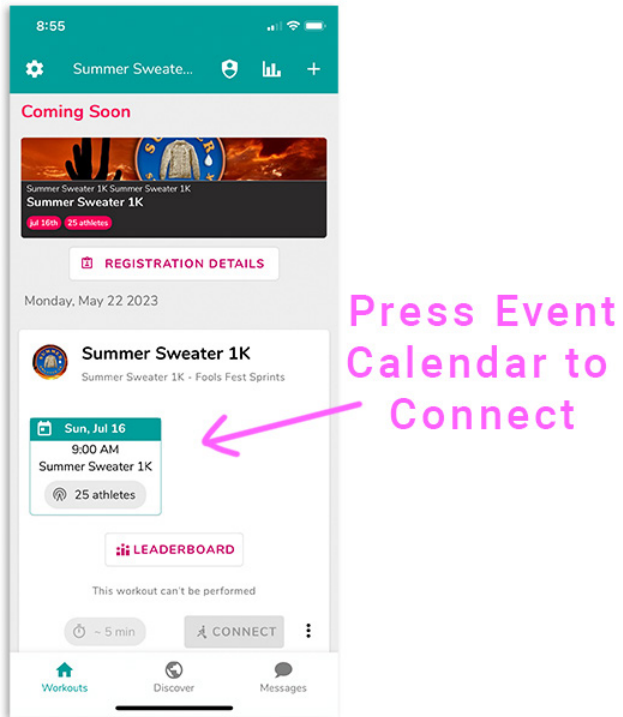 8:55
Summer Sweate...
Coming Soon
SUMMER
Summer Sweater 1K Summer Sweater 1K
Summer Sweater 1K
jul 16th 25 athletes
REGISTRATION DETAILS
Monday, May 22 2023
Summer Sweater 1K
Summer Sweater 1K - Fools Fest Sprints
Sun, Jul 16
9:00 AM
Summer Sweater 1K
25 athletes
LEADERBOARD
This workout can't be performed
~ 5 min
CONNECT
Workouts
Discover
Messages
Press Event
Calendar to
Connect